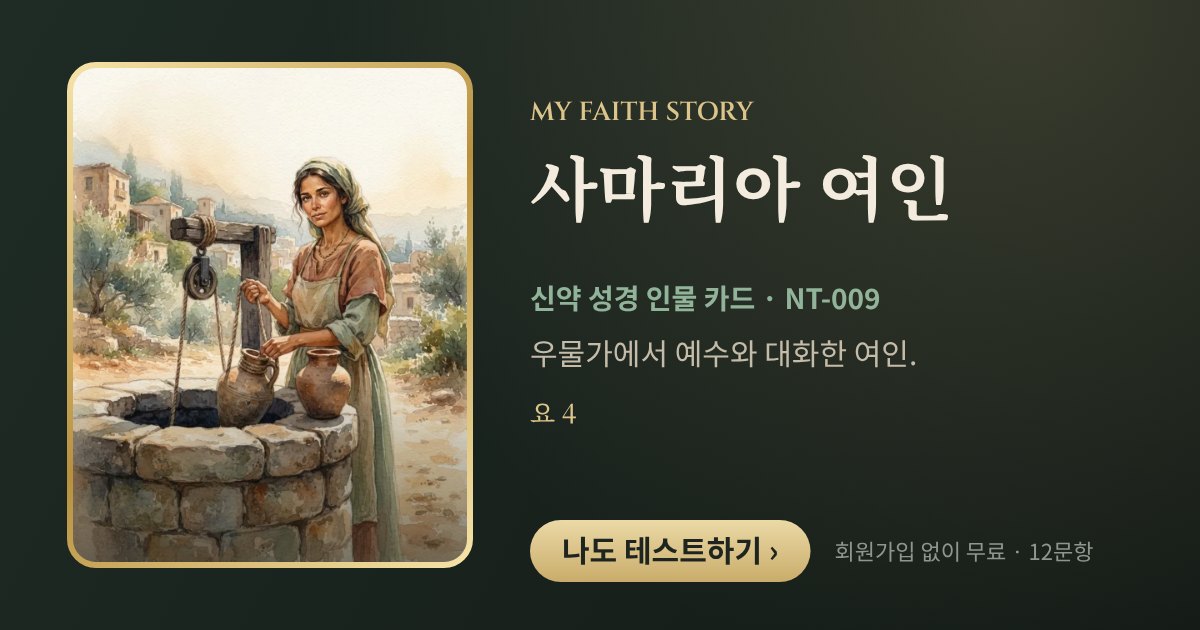 MY FAITH STORY
사마리아 여인
신약 성경 인물 카드 · NT-009
우물가에서 예수와 대화한 여인.
요 4
나도 테스트하기 ›
회원가입 없이 무료 · 12문항